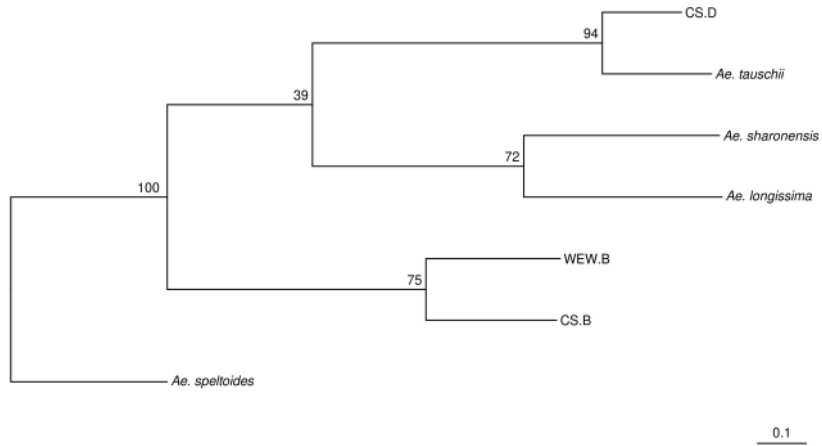 CS.D
94
Ae. tauschii
39
Ae. sharonensis
72
Ae. longissima
100
WEW.B
75
CS.B
Ae. speltoides
0.1